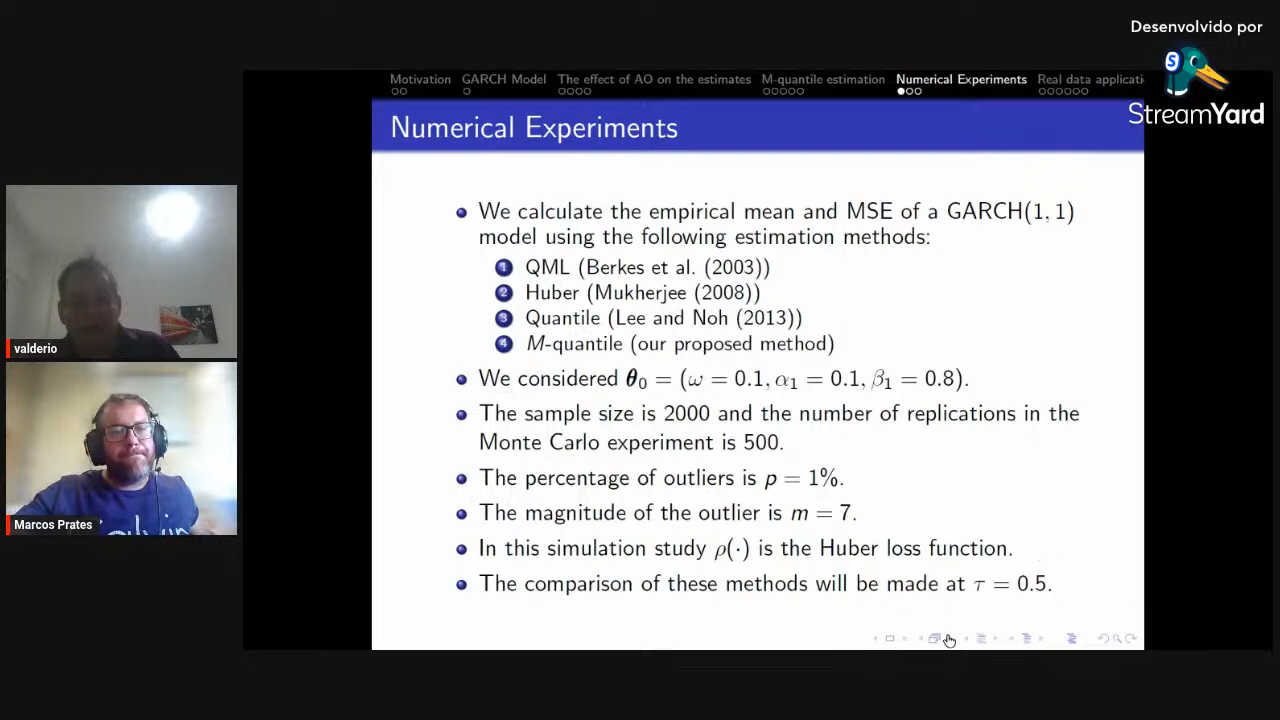 Desenvolvido por
StreamYard
Motivation GARCH Model The effect of AO on the estimates M-quantile estimation Numerical Experiments Real data applicati
Numerical Experiments
We calculate the empirical mean and MSE of a GARCH(1, 1)
model using the following estimation methods:
1 QML (Berkes et al. (2003))
2 Huber (Mukherjee (2008))
3 Quantile (Lee and Noh (2013))
4 M-quantile (our proposed method)
We considered θ₀ = (ω = 0.1, α₁ = 0.1, β₁ = 0.8).
The sample size is 2000 and the number of replications in the
Monte Carlo experiment is 500.
The percentage of outliers is p = 1%.
The magnitude of the outlier is m = 7.
In this simulation study ρ(·) is the Huber loss function.
The comparison of these methods will be made at τ = 0.5.
valderio
Marcos Prates